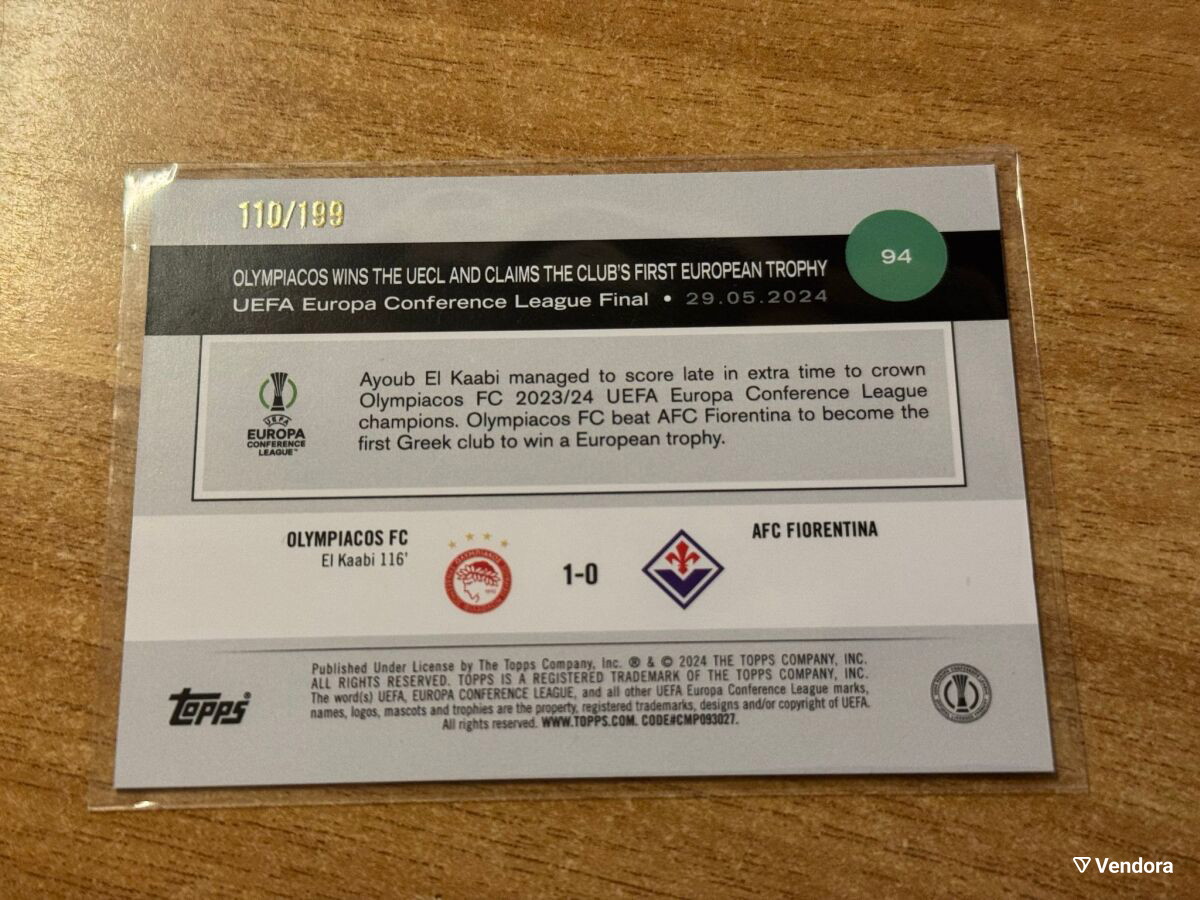 110/199
94
OLYMPIACOS WINS THE UECL AND CLAIMS THE CLUB'S FIRST EUROPEAN TROPHY
UEFA Europa Conference League Final • 29.05.2024
Ayoub El Kaabi managed to score late in extra time to crown
Olympiacos FC 2023/24 UEFA Europa Conference League
champions. Olympiacos FC beat AFC Fiorentina to become the
first Greek club to win a European trophy.
UEFA
EUROPA
CONFERENCE
LEAGUE™
OLYMPIACOS FC
El Kaabi 116'
1-0
AFC FIORENTINA
Published Under License by The Topps Company, Inc. ® & © 2024 THE TOPPS COMPANY, INC.
ALL RIGHTS RESERVED. TOPPS IS A REGISTERED TRADEMARK OF THE TOPPS COMPANY, INC.
The word(s) UEFA, EUROPA CONFERENCE LEAGUE, and all other UEFA Europa Conference League marks,
names, logos, mascots and trophies are the property, registered trademarks, designs and/or copyright of UEFA.
All rights reserved. WWW.TOPPS.COM. CODE#CMP093027.
topps®
Vendora